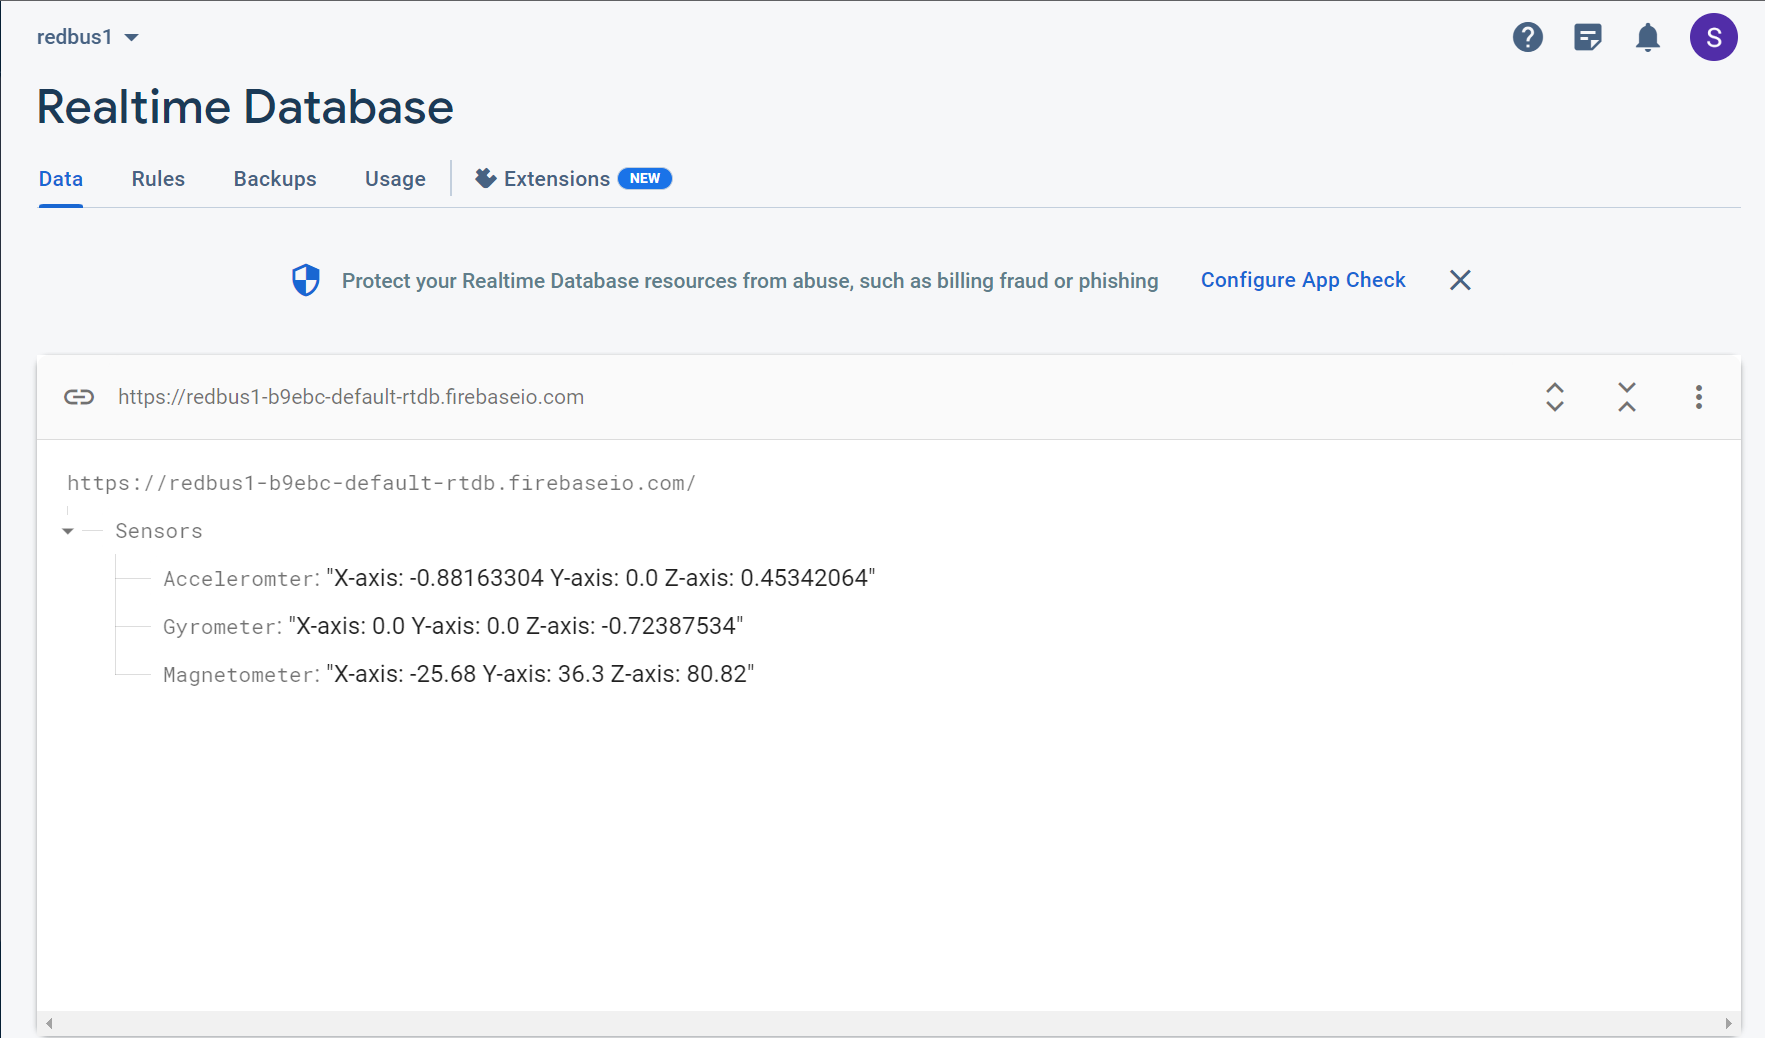 redbus1
S
Realtime Database
Data Rules Backups Usage Extensions NEW
Protect your Realtime Database resources from abuse, such as billing fraud or phishing Configure App Check
https://redbus1-b9ebc-default-rtdb.firebaseio.com
https://redbus1-b9ebc-default-rtdb.firebaseio.com/
Sensors
Acceleromter: "X-axis: -0.88163304 Y-axis: 0.0 Z-axis: 0.45342064"
Gyrometer: "X-axis: 0.0 Y-axis: 0.0 Z-axis: -0.72387534"
Magnetometer: "X-axis: -25.68 Y-axis: 36.3 Z-axis: 80.82"